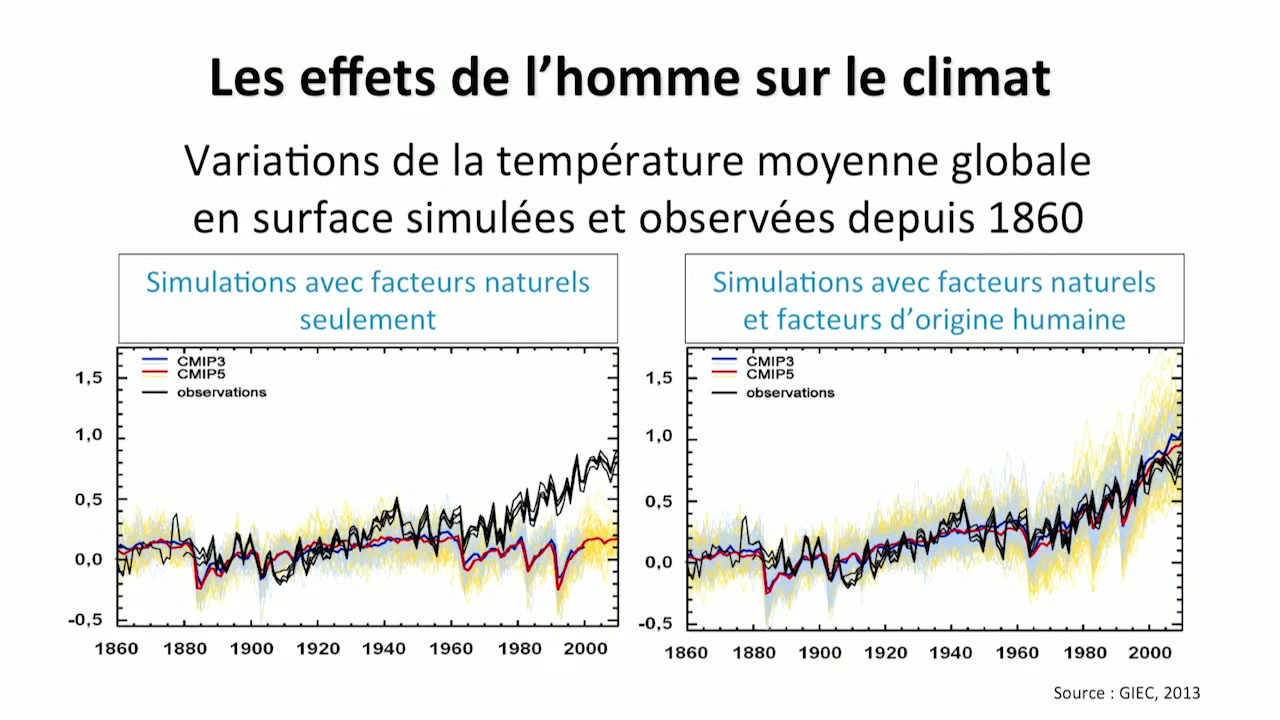 Les effets de l’homme sur le climat
Variations de la température moyenne globale
en surface simulées et observées depuis 1860
Simulations avec facteurs naturels
seulement
CMIP3
CMIP5
observations
1,5
1,0
0,5
0,0
-0,5
1860 1880 1900 1920 1940 1960 1980 2000
Simulations avec facteurs naturels
et facteurs d’origine humaine
CMIP3
CMIP5
observations
1,5
1,0
0,5
0,0
-0,5
1860 1880 1900 1920 1940 1960 1980 2000
Source : GIEC, 2013